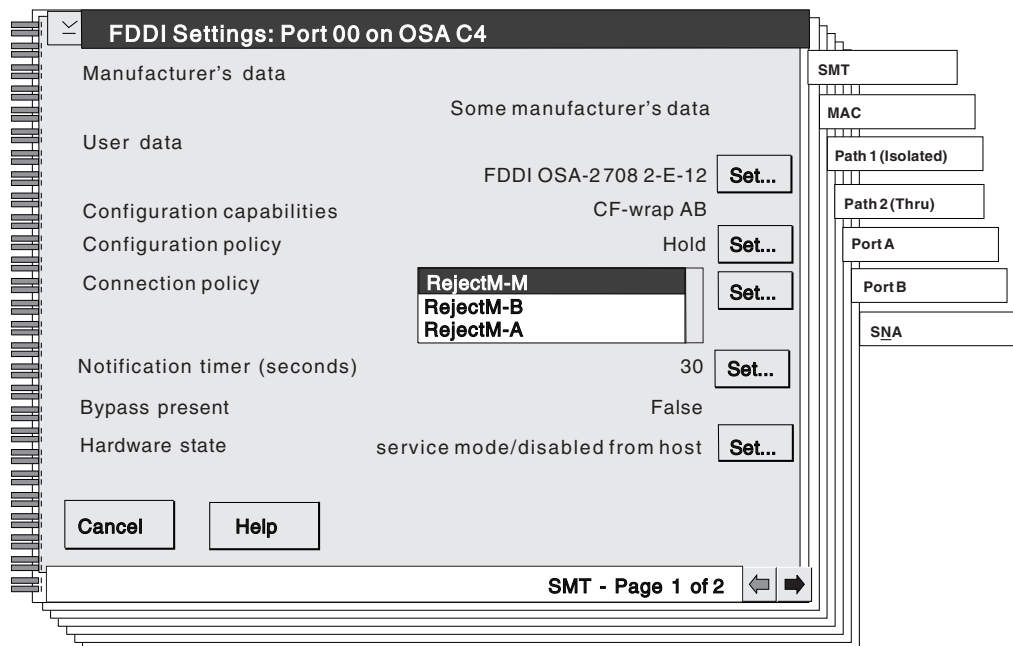 FDDI Settings: Port 00 on OSA C4
Manufacturer's data
Some manufacturer's data
User data
FDDI OSA-2708 2-E-12 Set...
Configuration capabilities CF-wrap AB
Configuration policy Hold Set...
Connection policy RejectM-M Set...
RejectM-B
RejectM-A
Notification timer (seconds) 30 Set...
Bypass present False
Hardware state service mode/disabled from host Set...
Cancel Help
SMT - Page 1 of 2
SMT
MAC
Path 1 (Isolated)
Path 2 (Thru)
Port A
Port B
SNA